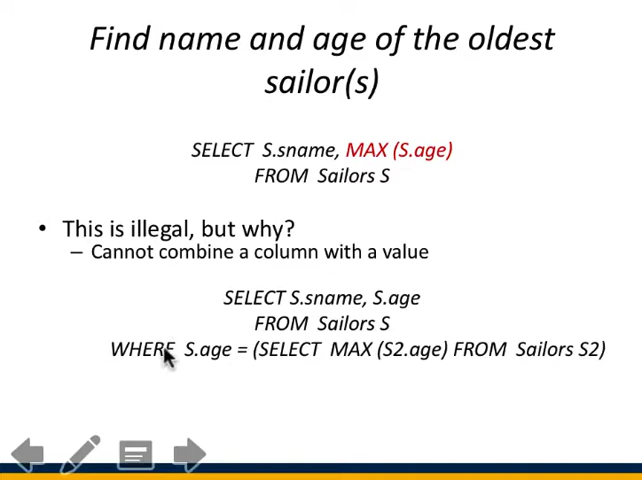 Find name and age of the oldest
sailor(s)
SELECT S.sname, MAX (S.age)
FROM Sailors S
• This is illegal, but why?
– Cannot combine a column with a value
SELECT S.sname, S.age
FROM Sailors S
WHERE S.age = (SELECT MAX (S2.age) FROM Sailors S2)